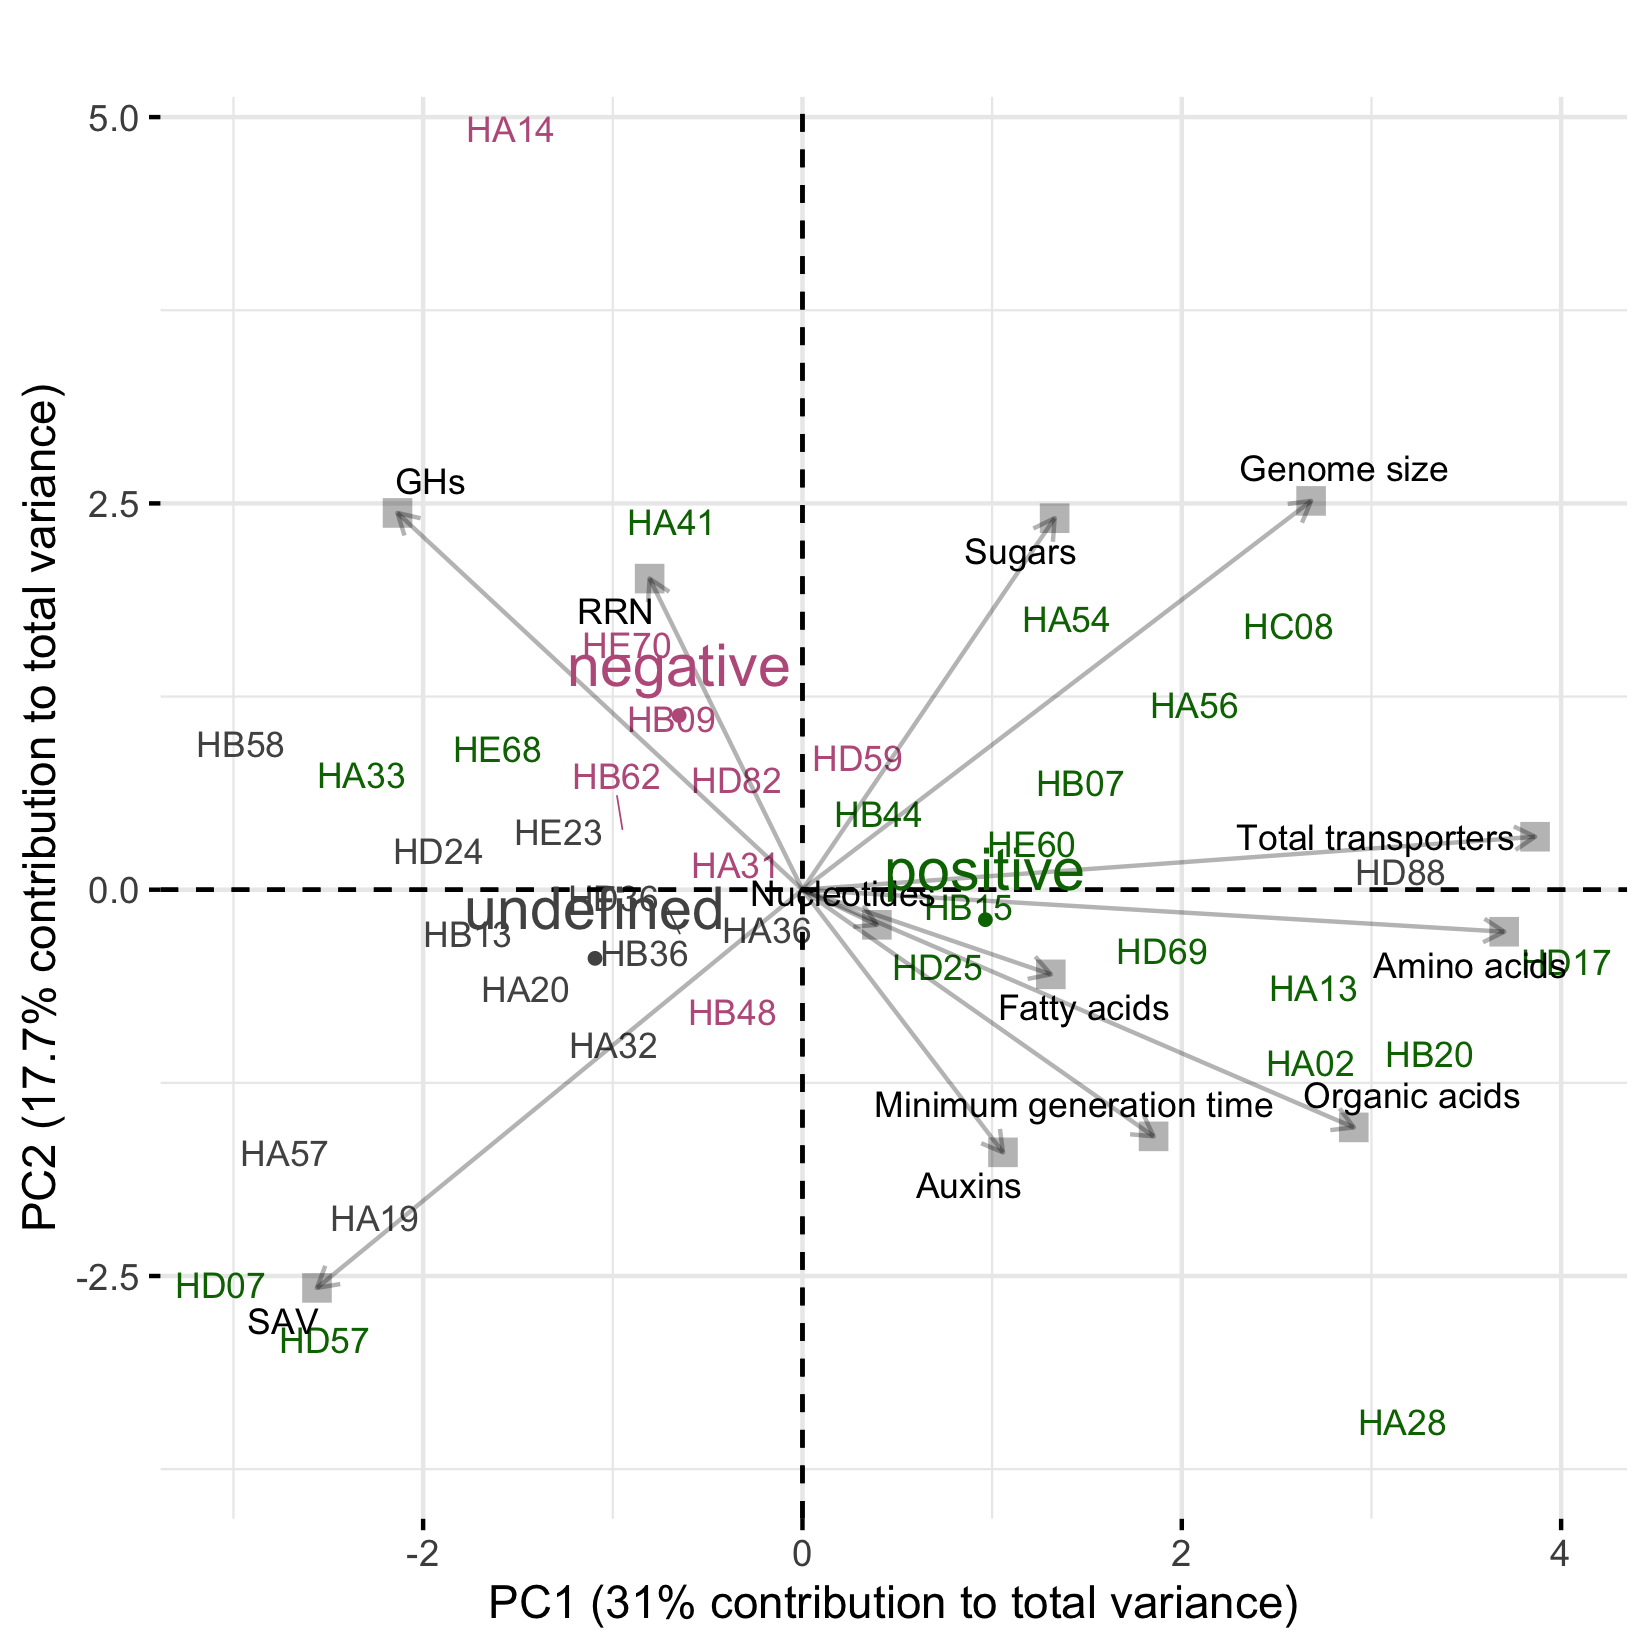 5.0
HA14
GHs
Genome size
2.5
HA41
Sugars
RRN
HA54
HC08
HE70
negative
HA56
HB09
HB58
HE68
HD59
HA33
HB62
HD82
HB07
HB44
HE23
HE60
Total transporters
HD24
HA31
positive
HD88
0.0
Nucleotides
HD36
undefined
HB15
HB13
HA36
HB36
HD69
HD25
Amino acids
HD17
HA20
HA13
HB48
Fatty acids
HA32
HA02
HB20
Minimum generation time
Organic acids
HA57
Auxins
HA19
-2.5
HD07
SAV
HD57
HA28
-2
0
2
4
PC1 (31% contribution to total variance)
PC2 (17.7% contribution to total variance)